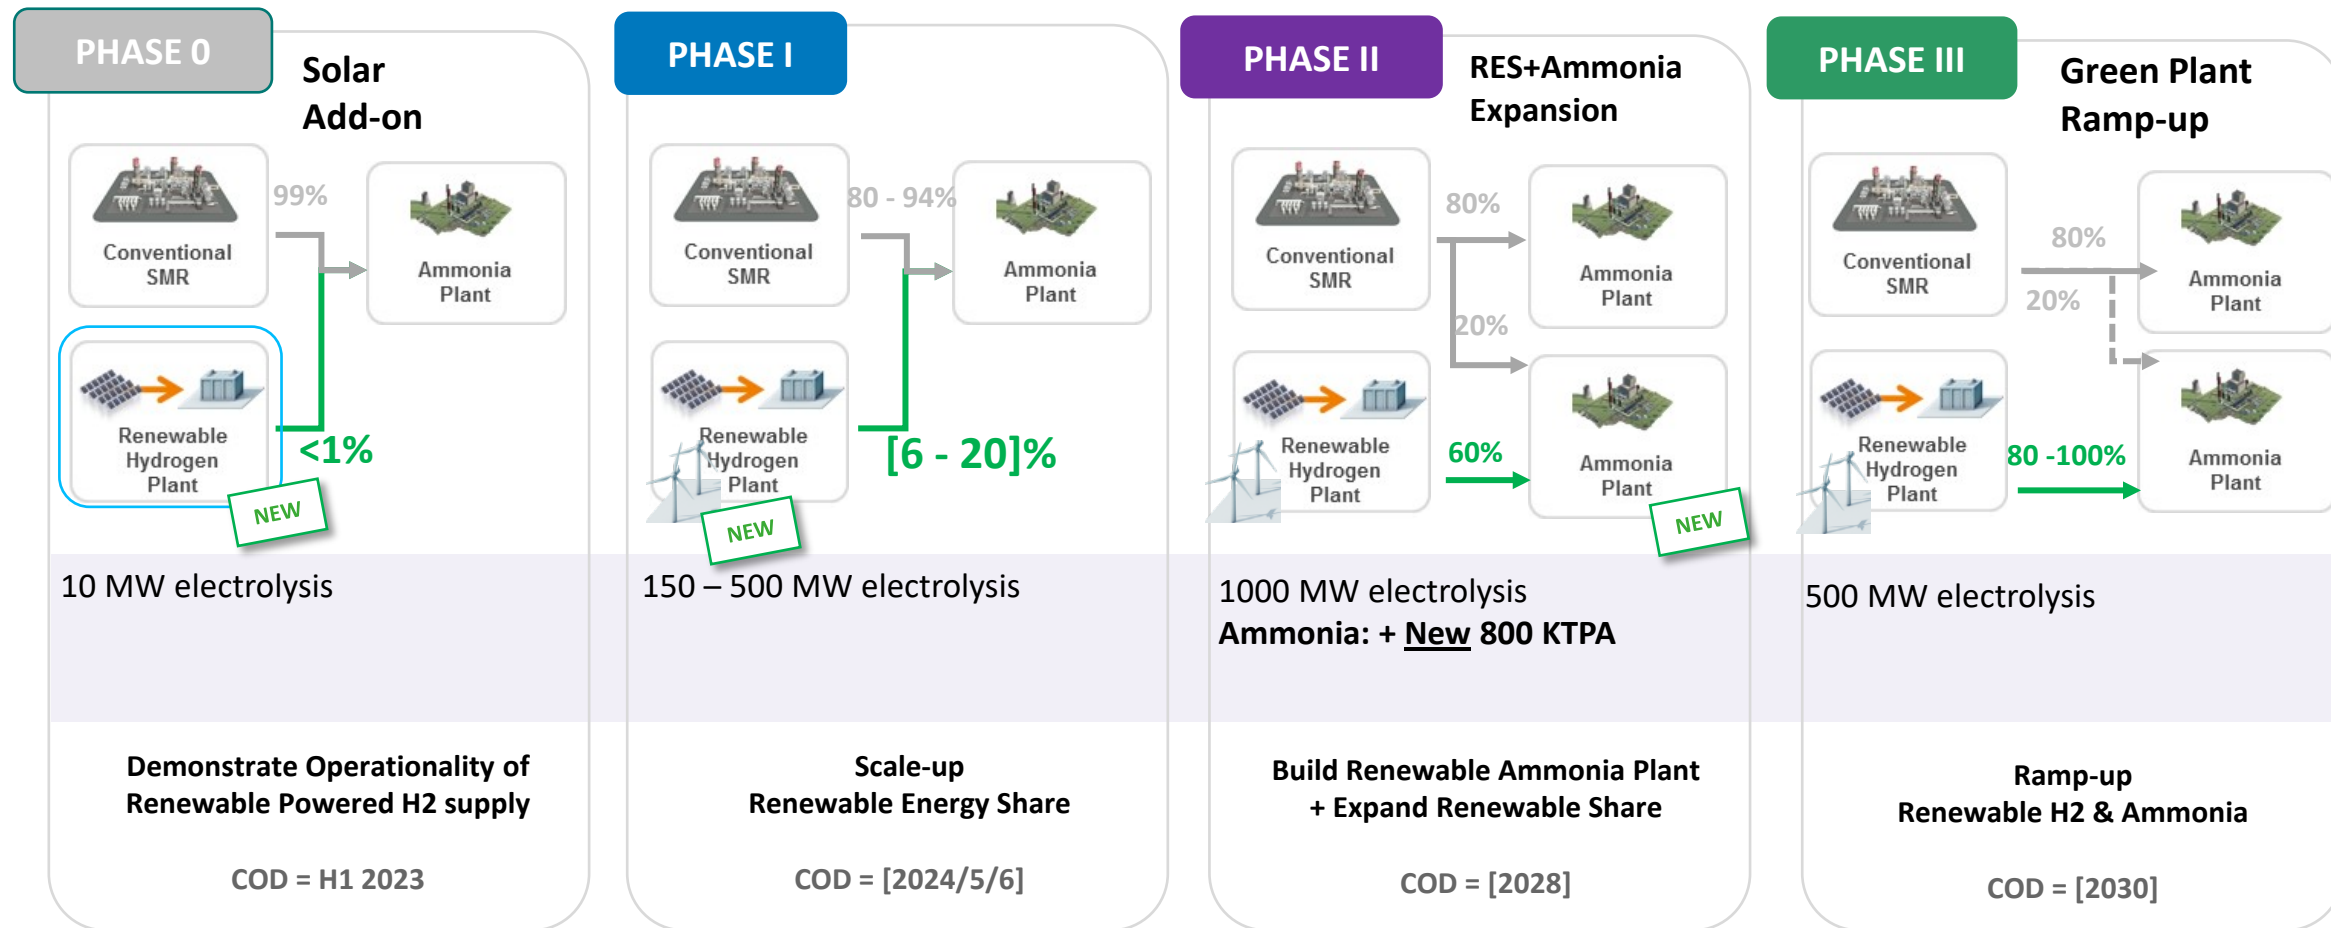 PHASE 0
Solar
Add-on
99%
Conventional
SMR
Ammonia
Plant
Renewable
Hydrogen
Plant
<1%
NEW
10 MW electrolysis
Demonstrate Operationality of
Renewable Powered H2 supply
COD = H1 2023
PHASE I
80 - 94%
Conventional
SMR
Ammonia
Plant
Renewable
Hydrogen
Plant
[6 - 20]%
NEW
150 – 500 MW electrolysis
Scale-up
Renewable Energy Share
COD = [2024/5/6]
PHASE II
RES+Ammonia
Expansion
80%
Conventional
SMR
Ammonia
Plant
20%
Renewable
Hydrogen
Plant
60%
Ammonia
Plant
NEW
1000 MW electrolysis
Ammonia: + New 800 KTPA
Build Renewable Ammonia Plant
+ Expand Renewable Share
COD = [2028]
PHASE III
Green Plant
Ramp-up
80%
Conventional
SMR
20%
Ammonia
Plant
Renewable
Hydrogen
Plant
80 -100%
Ammonia
Plant
500 MW electrolysis
Ramp-up
Renewable H2 & Ammonia
COD = [2030]